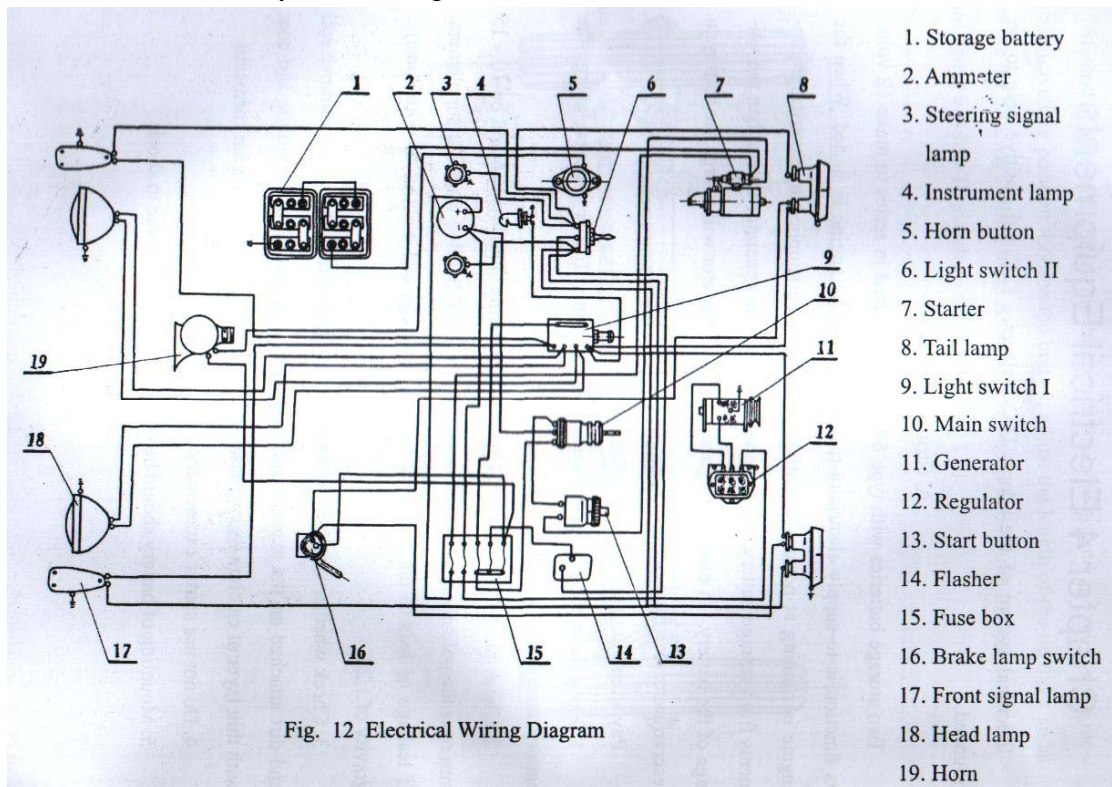 1 2 3 4 5 6 7 8
9
10
11
12
19
18
17 16 15 14 13
Fig. 12 Electrical Wiring Diagram
1. Storage battery
2. Ammeter
3. Steering signal
lamp
4. Instrument lamp
5. Horn button
6. Light switch II
7. Starter
8. Tail lamp
9. Light switch I
10. Main switch
11. Generator
12. Regulator
13. Start button
14. Flasher
15. Fuse box
16. Brake lamp switch
17. Front signal lamp
18. Head lamp
19. Horn